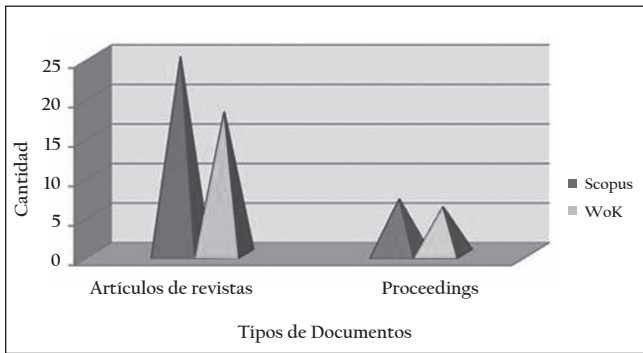 25
20
15
10
5
0
Cantidad
Artículos de revistas
Proceedings
Tipos de Documentos
Scopus
WoK